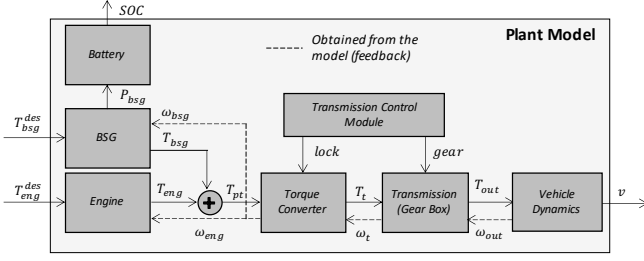 SOC
Plant Model
Battery
Obtained from the
model (feedback)
P_bsg
ω_bsg
Transmission Control
Module
T_bsg^des
BSG
T_bsg
lock
gear
T_eng^des
Engine
T_eng
+
T_pt
Torque
Converter
T_t
Transmission
(Gear Box)
T_out
Vehicle
Dynamics
v
ω_eng
ω_t
ω_out